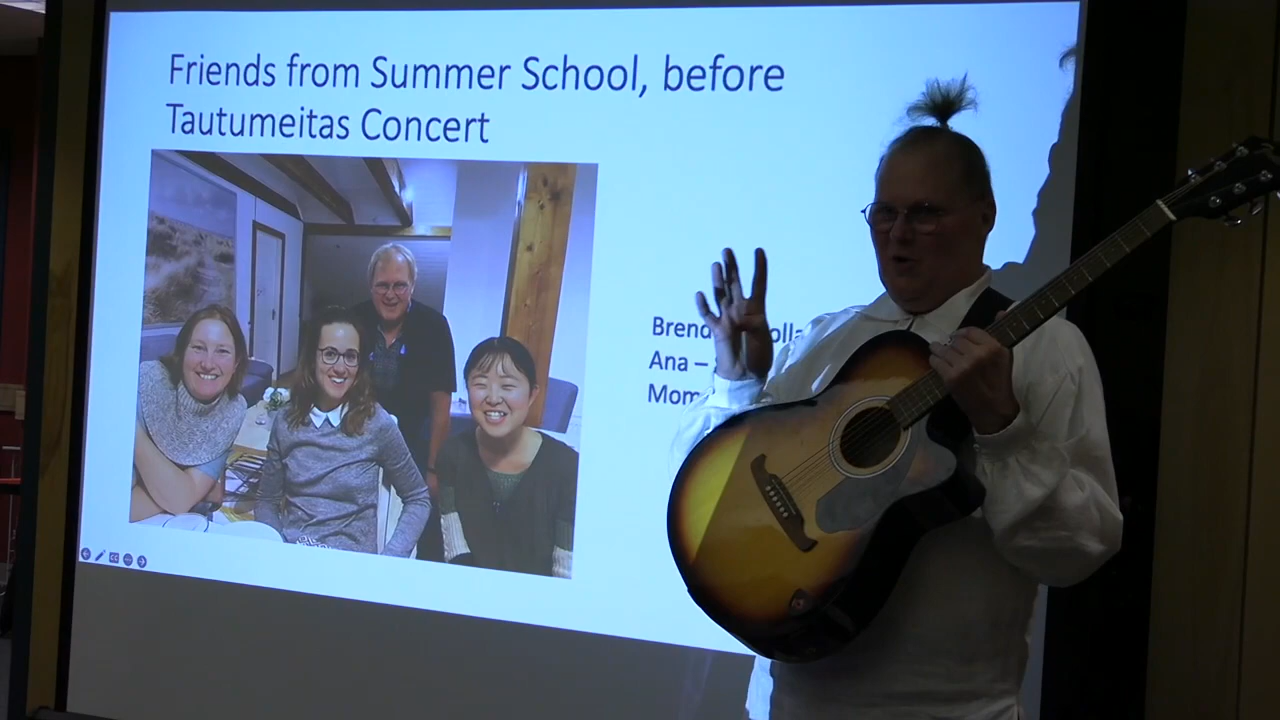 Friends from Summer School, before
Tautumeitas Concert
Ana –